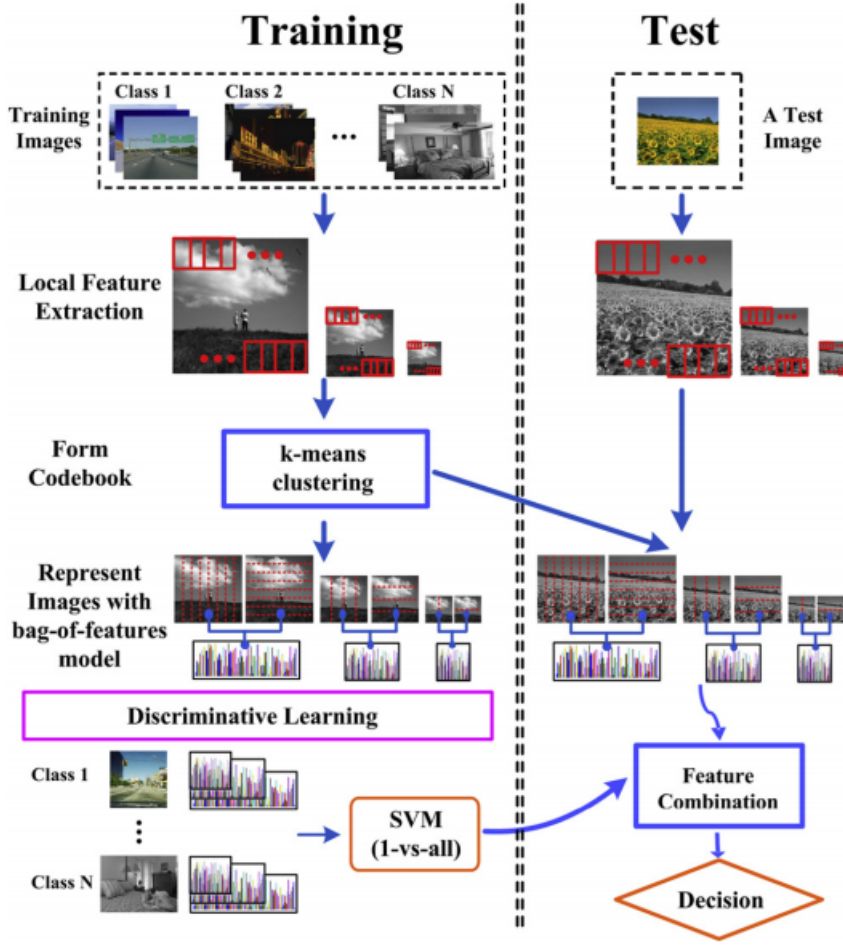 Training
Test
Class 1
Class 2
Class N
Training
Images
A Test
Image
Local Feature
Extraction
Form
Codebook
k-means
clustering
Represent
Images with
bag-of-features
model
Discriminative Learning
Class 1
Class N
SVM
(1-vs-all)
Feature
Combination
Decision